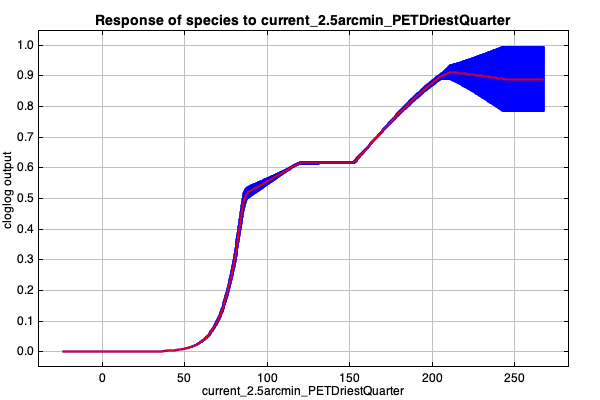 Response of species to current_2.5arcmin_PETDriestQuarter
1.0
0.9
0.8
0.7
0.6
0.5
0.4
0.3
0.2
0.1
0.0
cloglog output
0 50 100 150 200 250
current_2.5arcmin_PETDriestQuarter